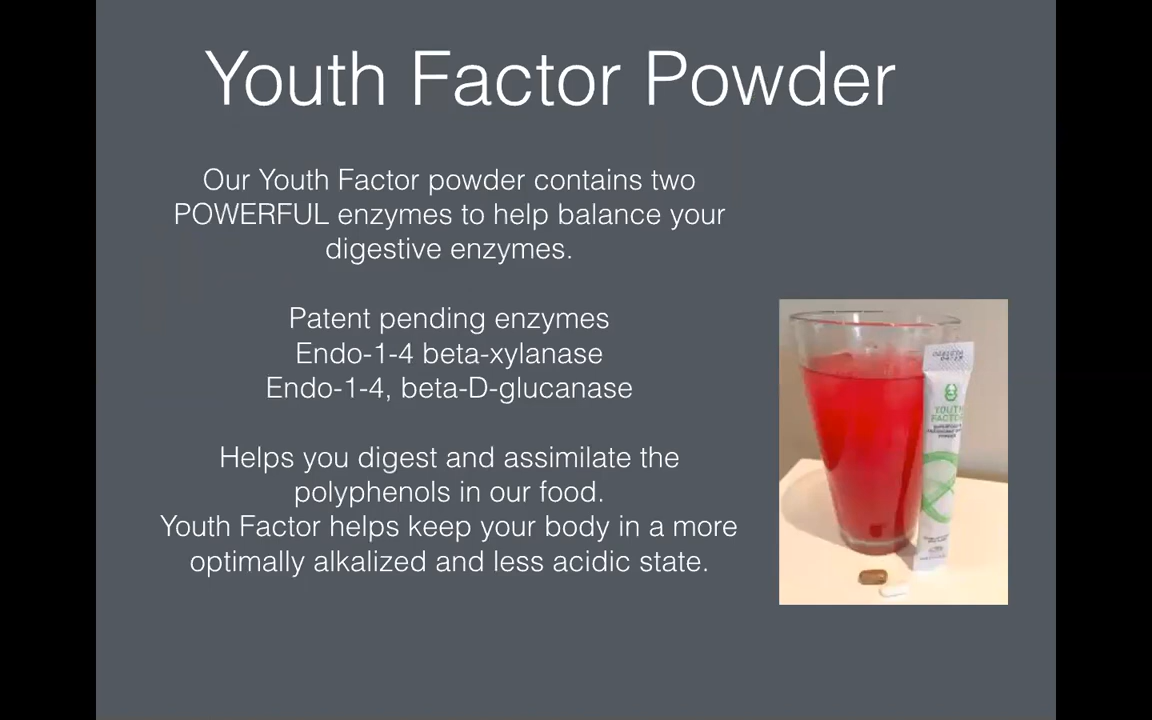 Youth Factor Powder
Our Youth Factor powder contains two
POWERFUL enzymes to help balance your
digestive enzymes.
Patent pending enzymes
Endo-1-4 beta-xylanase
Endo-1-4, beta-D-glucanase
Helps you digest and assimilate the
polyphenols in our food.
Youth Factor helps keep your body in a more
optimally alkalized and less acidic state.
YOUTH
FACTOR